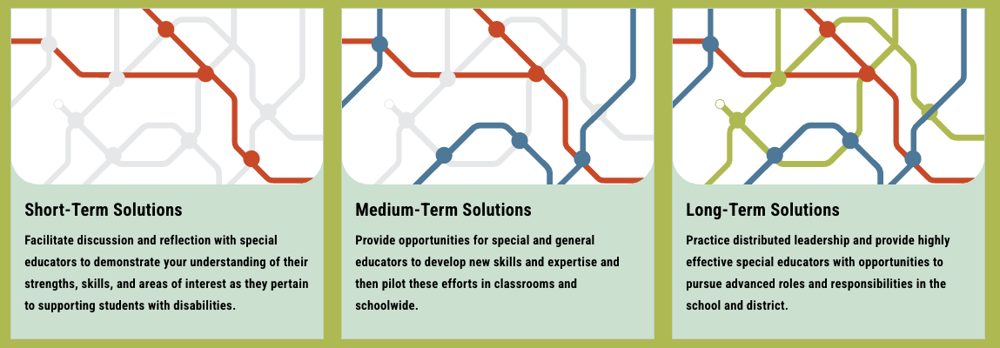 Short-Term Solutions
Facilitate discussion and reflection with special
educators to demonstrate your understanding of their
strengths, skills, and areas of interest as they pertain
to supporting students with disabilities.
Medium-Term Solutions
Provide opportunities for special and general
educators to develop new skills and expertise and
then pilot these efforts in classrooms and
schoolwide.
Long-Term Solutions
Practice distributed leadership and provide highly
effective special educators with opportunities to
pursue advanced roles and responsibilities in the
school and district.